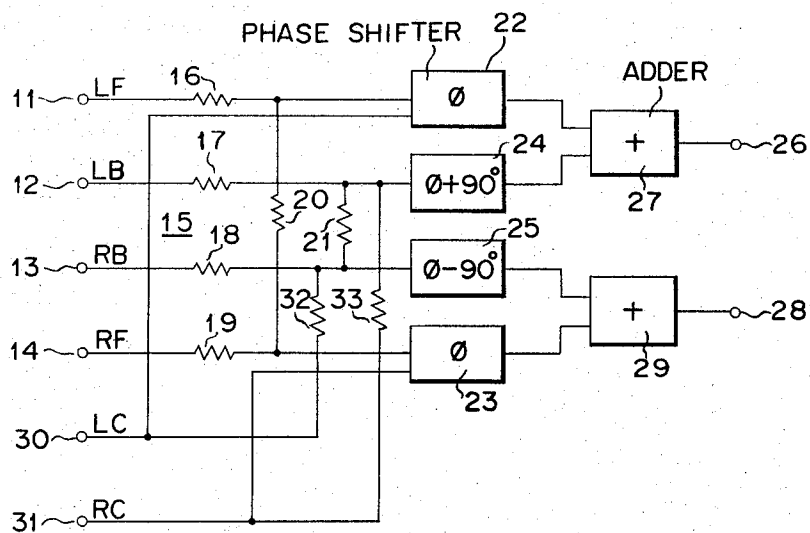 PHASE SHIFTER
22
16
ADDER
11 LF
Ø
+
26
17
24
12 LB
Ø+90°
27
20
15
21
18
25
13 RB
Ø-90°
32
33
+
28
19
14 RF
Ø
29
23
30 LC
31 RC